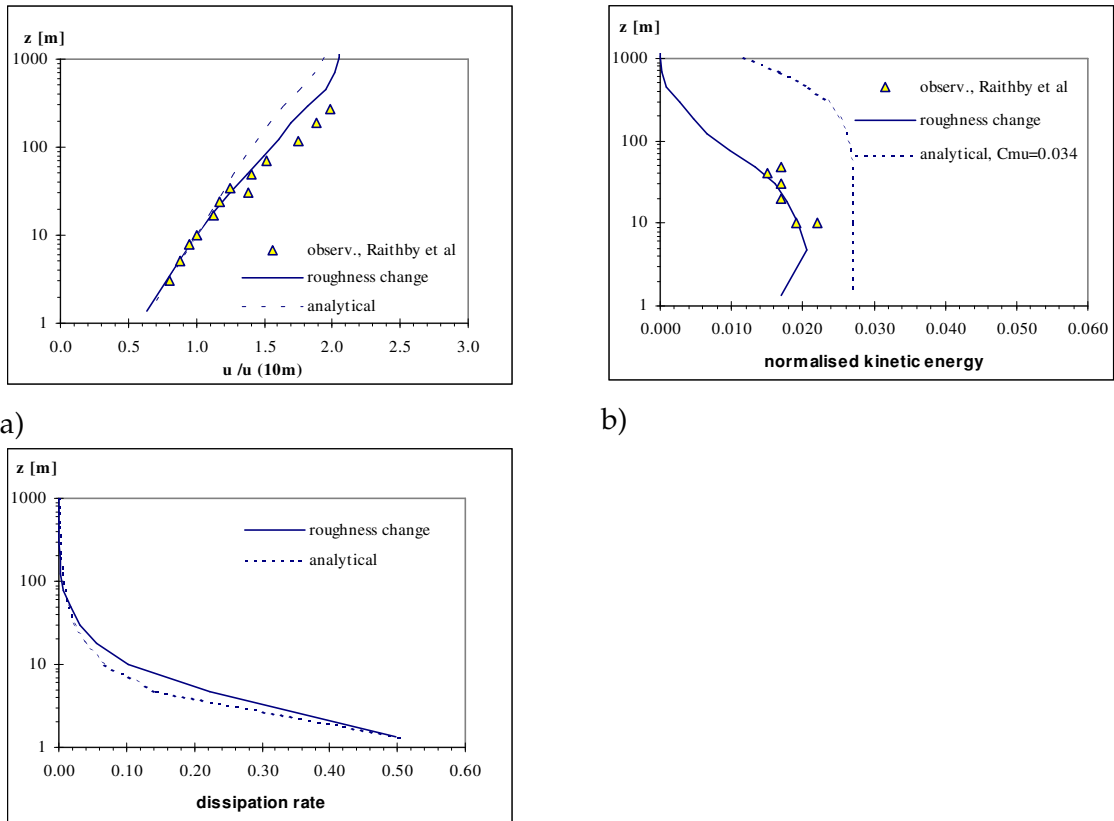 z [m]
1000
100
10
1
0.0 0.5 1.0 1.5 2.0 2.5 3.0
u /u (10m)
observ., Raithby et al
roughness change
analytical
a)
z [m]
1000
100
10
1
0.000 0.010 0.020 0.030 0.040 0.050 0.060
normalised kinetic energy
observ., Raithby et al
roughness change
analytical, Cmu=0.034
b)
z [m]
1000
100
10
1
0.00 0.10 0.20 0.30 0.40 0.50 0.60
dissipation rate
roughness change
analytical